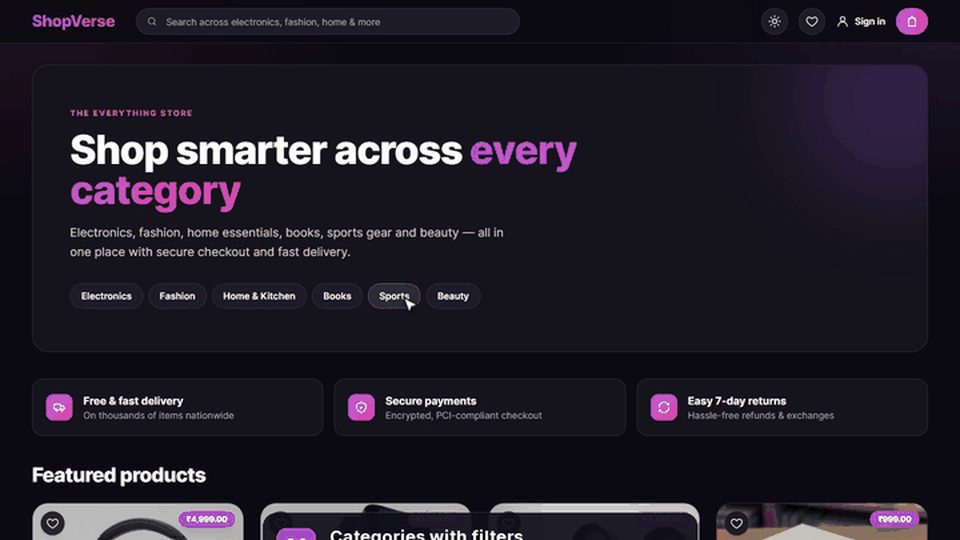 ShopVerse
Search across electronics, fashion, home & more
Sign in
THE EVERYTHING STORE
Shop smarter across every
category
Electronics, fashion, home essentials, books, sports gear and beauty — all in
one place with secure checkout and fast delivery.
Electronics
Fashion
Home & Kitchen
Books
Sports
Beauty
Free & fast delivery
On thousands of items nationwide
Secure payments
Encrypted, PCI-compliant checkout
Easy 7-day returns
Hassle-free refunds & exchanges
Featured products
₹4,999.00
₹999.00
Categories with filters